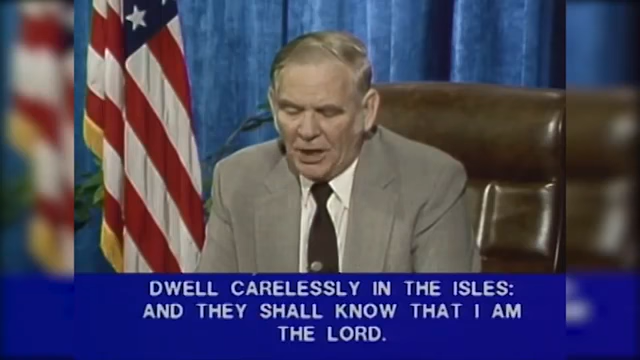 DWELL CARELESSLY IN THE ISLES:
AND THEY SHALL KNOW THAT I AM
THE LORD.